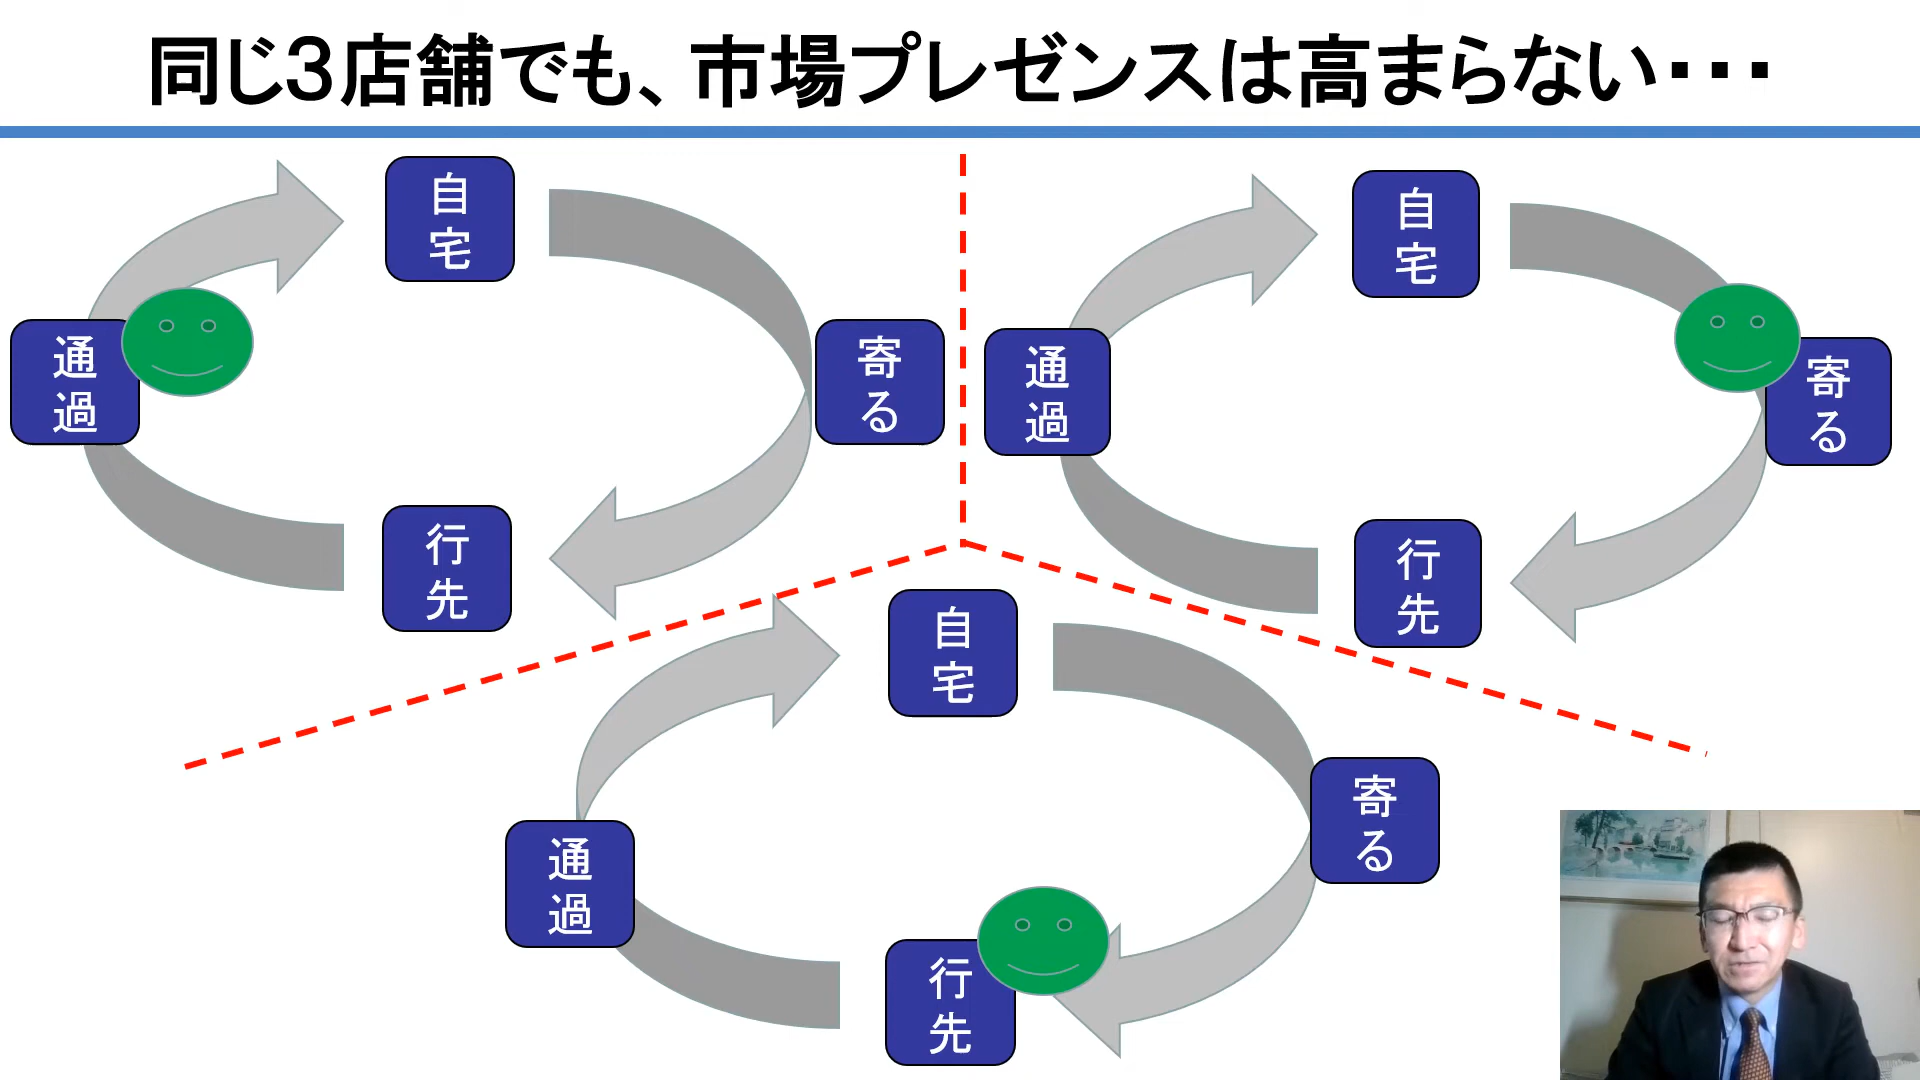 同じ3店舗でも、市場プレゼンスは高まらない・・・
自
宅
通
過
寄
る
行
先
自
宅
通
過
寄
る
行
先
自
宅
寄
る
通
過
行
先